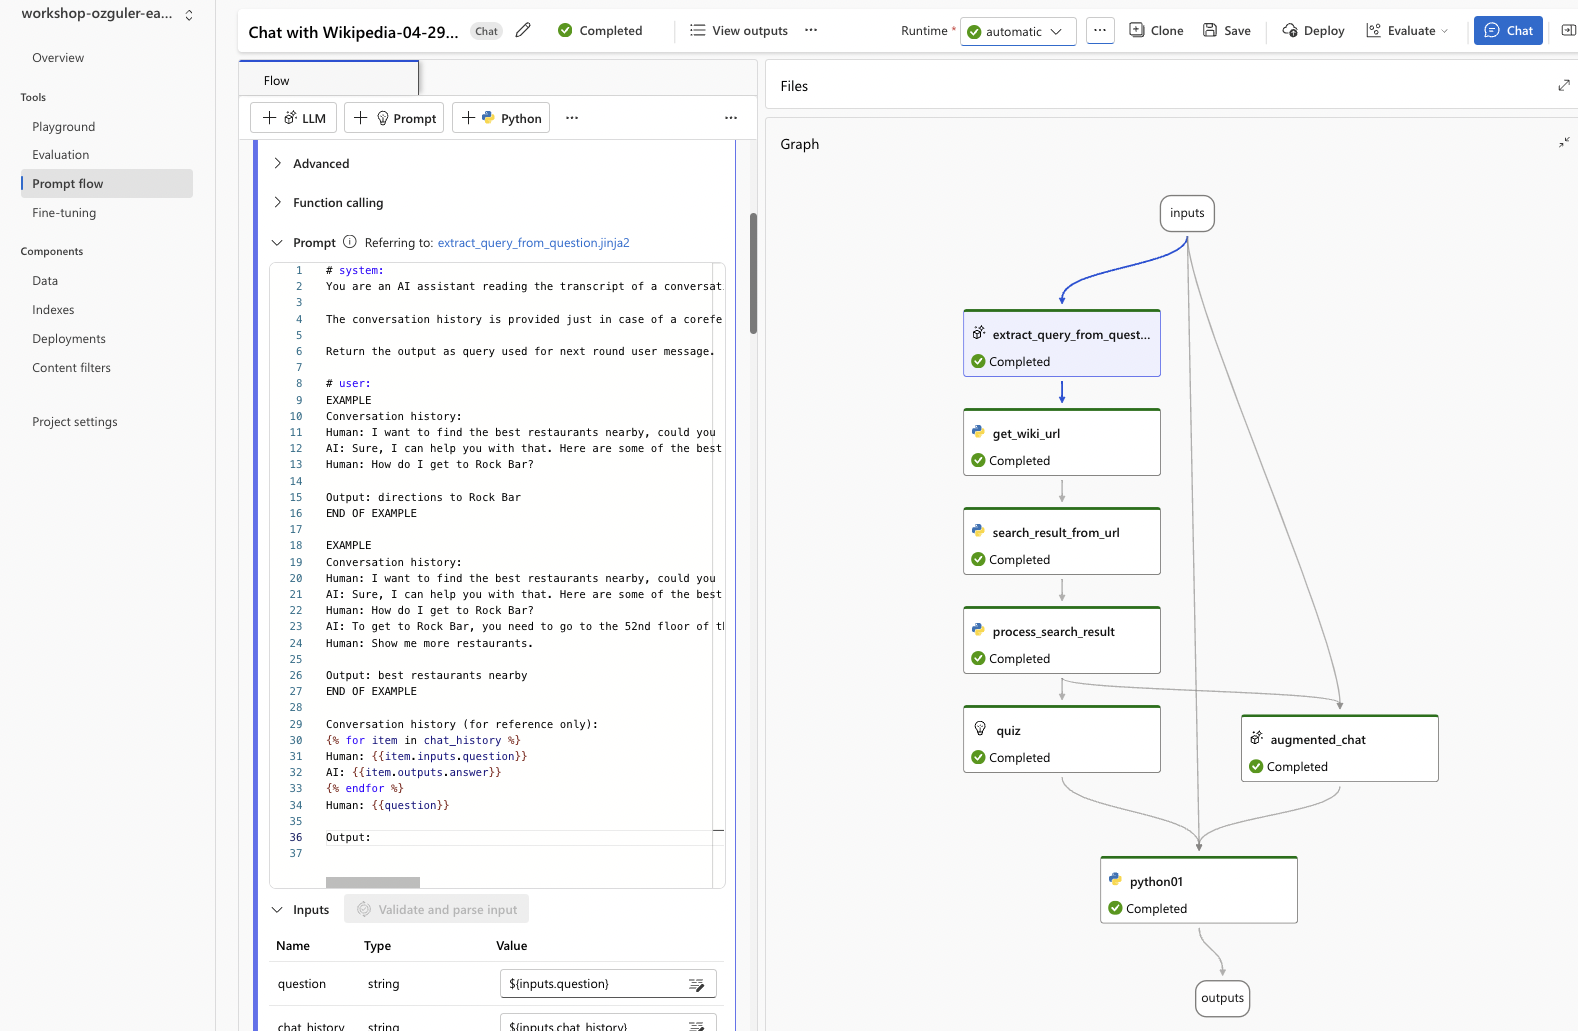 workshop-ozguler-ea...
Overview
Tools
Playground
Evaluation
Prompt flow
Fine-tuning
Components
Data
Indexes
Deployments
Content filters
Project settings
Chat with Wikipedia-04-29... Chat Completed View outputs ... Runtime * automatic ... Clone Save Deploy Evaluate Chat
Flow
+ LLM + Prompt + Python ... ...
Advanced
Function calling
Prompt Referring to: extract_query_from_question.jinja2
1 # system:
2 You are an AI assistant reading the transcript of a conversat
3
4 The conversation history is provided just in case of a corefe
5
6 Return the output as query used for next round user message.
7
8 # user:
9 EXAMPLE
10 Conversation history:
11 Human: I want to find the best restaurants nearby, could you
12 AI: Sure, I can help you with that. Here are some of the best
13 Human: How do I get to Rock Bar?
14
15 Output: directions to Rock Bar
16 END OF EXAMPLE
17
18 EXAMPLE
19 Conversation history:
20 Human: I want to find the best restaurants nearby, could you
21 AI: Sure, I can help you with that. Here are some of the best
22 Human: How do I get to Rock Bar?
23 AI: To get to Rock Bar, you need to go to the 52nd floor of t
24 Human: Show me more restaurants.
25
26 Output: best restaurants nearby
27 END OF EXAMPLE
28
29 Conversation history (for reference only):
30 {% for item in chat_history %}
31 Human: {{item.inputs.question}}
32 AI: {{item.outputs.answer}}
33 {% endfor %}
34 Human: {{question}}
35
36 Output:
37
Inputs Validate and parse input
Name Type Value
question string ${inputs.question}
chat_history string ${inputs.chat_history}
Files
Graph
inputs
extract_query_from_quest...
Completed
get_wiki_url
Completed
search_result_from_url
Completed
process_search_result
Completed
quiz
Completed
augmented_chat
Completed
python01
Completed
outputs